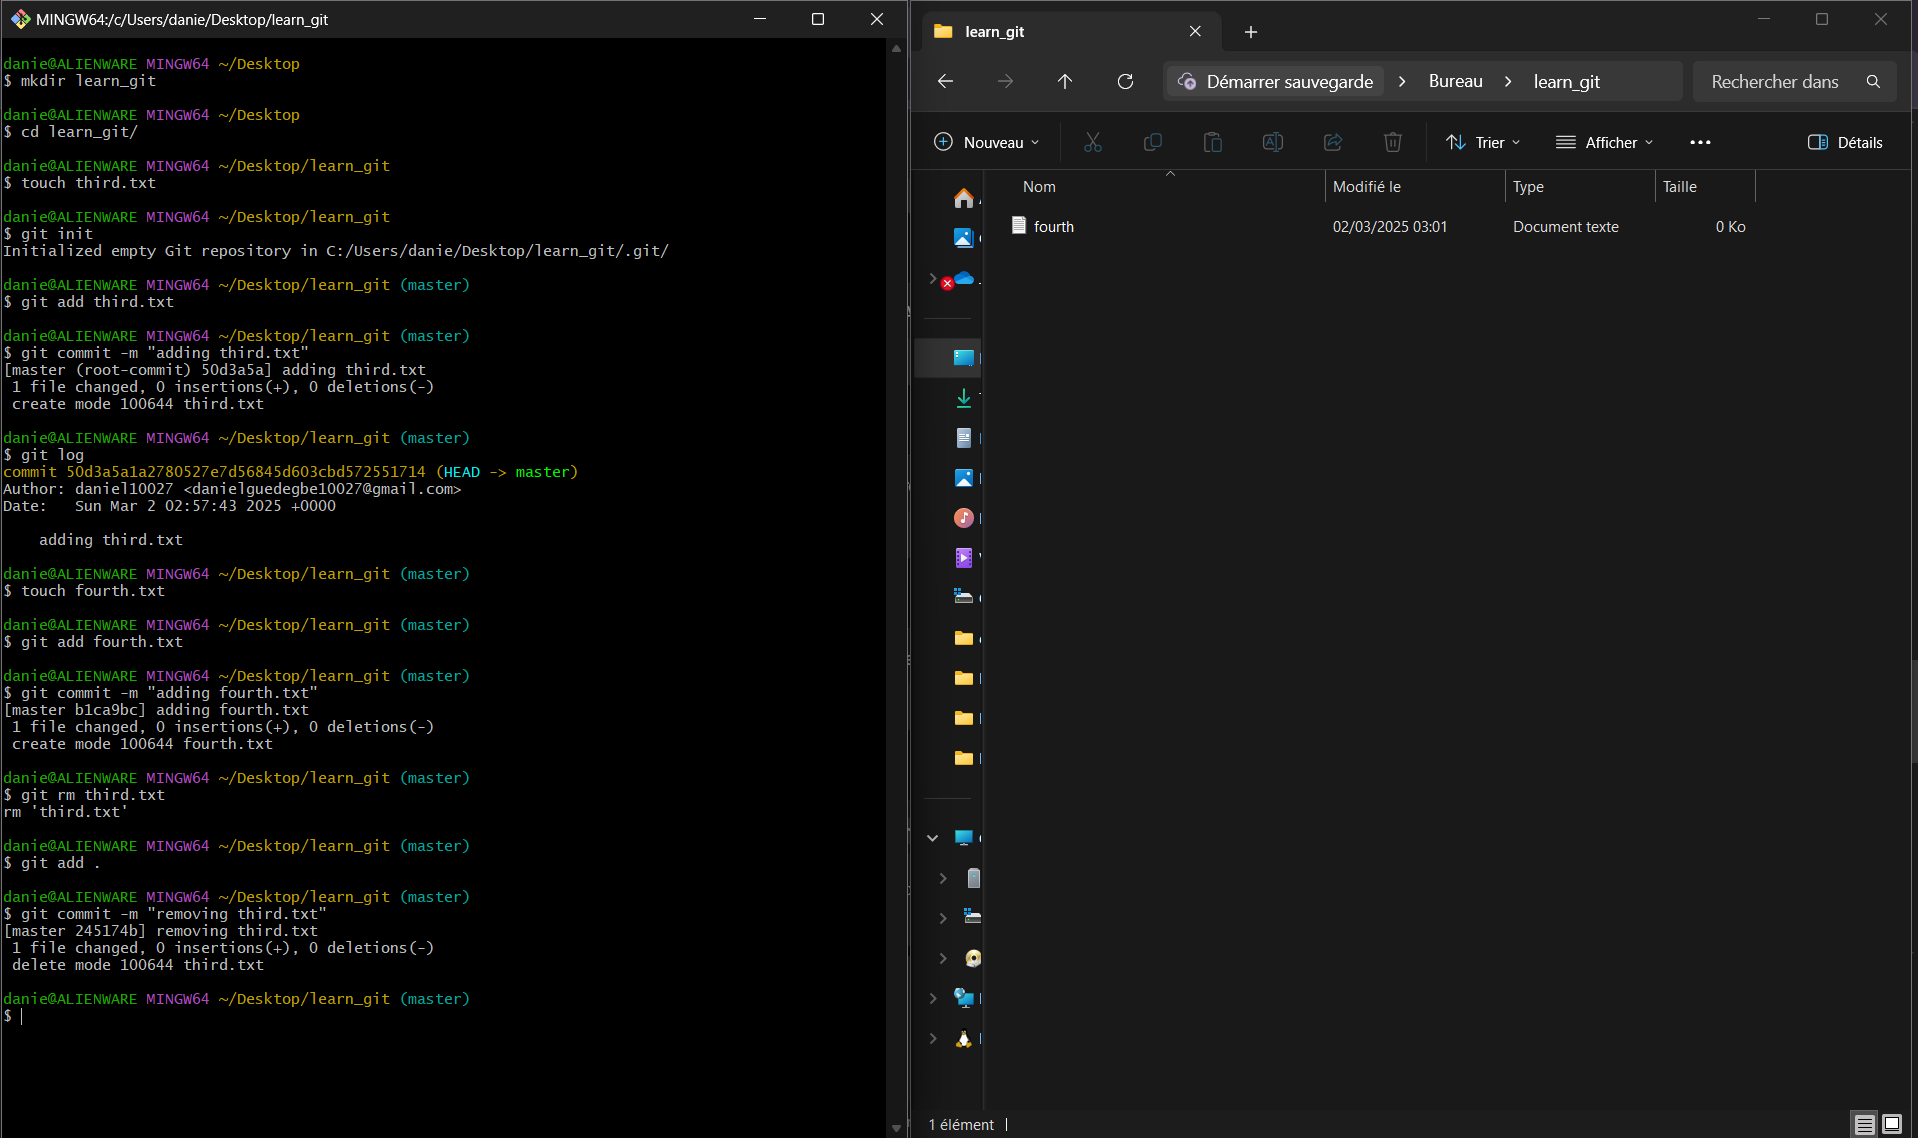 MINGW64:/c/Users/danie/Desktop/learn_git
danie@ALIENWARE MINGW64 ~/Desktop
$ mkdir learn_git
danie@ALIENWARE MINGW64 ~/Desktop
$ cd learn_git/
danie@ALIENWARE MINGW64 ~/Desktop/learn_git
$ touch third.txt
danie@ALIENWARE MINGW64 ~/Desktop/learn_git
$ git init
Initialized empty Git repository in C:/Users/danie/Desktop/learn_git/.git/
danie@ALIENWARE MINGW64 ~/Desktop/learn_git (master)
$ git add third.txt
danie@ALIENWARE MINGW64 ~/Desktop/learn_git (master)
$ git commit -m "adding third.txt"
[master (root-commit) 50d3a5a] adding third.txt
1 file changed, 0 insertions(+), 0 deletions(-)
create mode 100644 third.txt
danie@ALIENWARE MINGW64 ~/Desktop/learn_git (master)
$ git log
commit 50d3a5a1a2780527e7d56845d603cbd572551714 (HEAD -> master)
Author: daniel10027 <danielguedegbe10027@gmail.com>
Date:   Sun Mar 2 02:57:43 2025 +0000
adding third.txt
danie@ALIENWARE MINGW64 ~/Desktop/learn_git (master)
$ touch fourth.txt
danie@ALIENWARE MINGW64 ~/Desktop/learn_git (master)
$ git add fourth.txt
danie@ALIENWARE MINGW64 ~/Desktop/learn_git (master)
$ git commit -m "adding fourth.txt"
[master b1ca9bc] adding fourth.txt
1 file changed, 0 insertions(+), 0 deletions(-)
create mode 100644 fourth.txt
danie@ALIENWARE MINGW64 ~/Desktop/learn_git (master)
$ git rm third.txt
rm 'third.txt'
danie@ALIENWARE MINGW64 ~/Desktop/learn_git (master)
$ git add .
danie@ALIENWARE MINGW64 ~/Desktop/learn_git (master)
$ git commit -m "removing third.txt"
[master 245174b] removing third.txt
1 file changed, 0 insertions(+), 0 deletions(-)
delete mode 100644 third.txt
danie@ALIENWARE MINGW64 ~/Desktop/learn_git (master)
$
learn_git
Démarrer sauvegarde > Bureau > learn_git
Rechercher dans
Nouveau Trier Afficher ••• Détails
Nom Modifié le Type Taille
fourth 02/03/2025 03:01 Document texte 0 Ko
1 élément